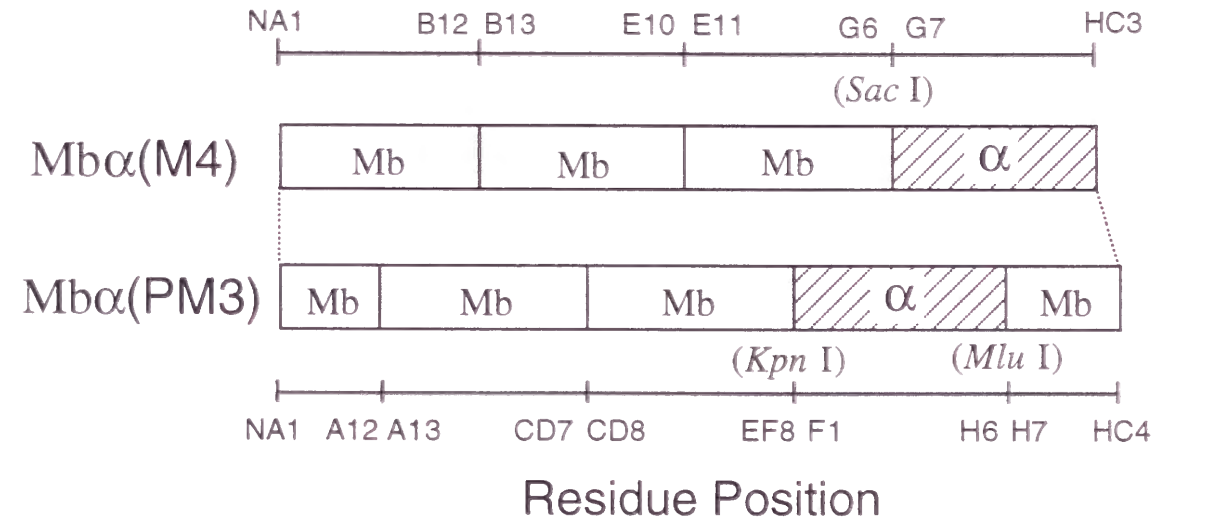 NA1 B12 B13 E10 E11 G6 G7 HC3
(Sac I)
Mbα(M4) Mb Mb Mb α
Mbα(PM3) Mb Mb Mb α Mb
(Kpn I) (Mlu I)
NA1 A12 A13 CD7 CD8 EF8 F1 H6 H7 HC4
Residue Position